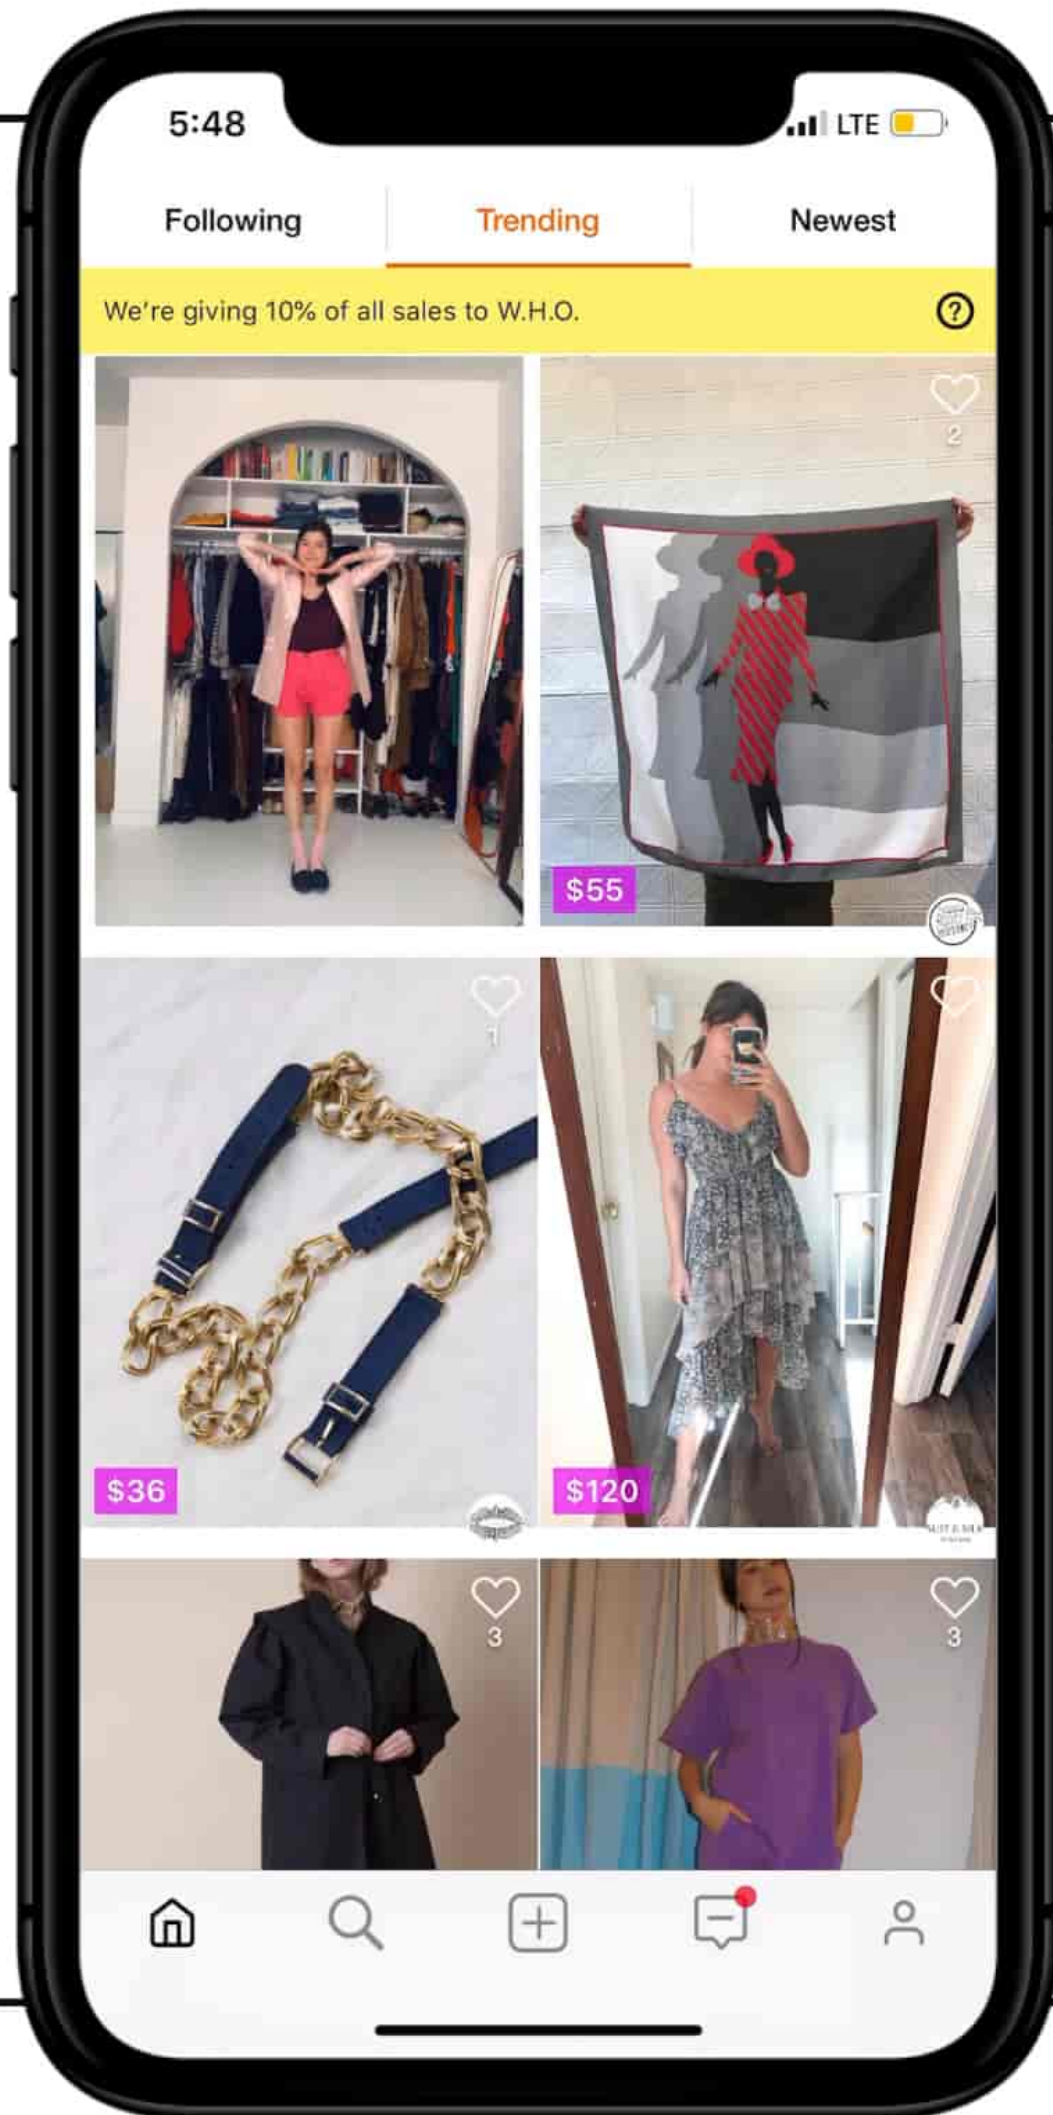 5:48
LTE
Following
Trending
Newest
We're giving 10% of all sales to W.H.O.
?
2
$55
1
$36
$120
3
3